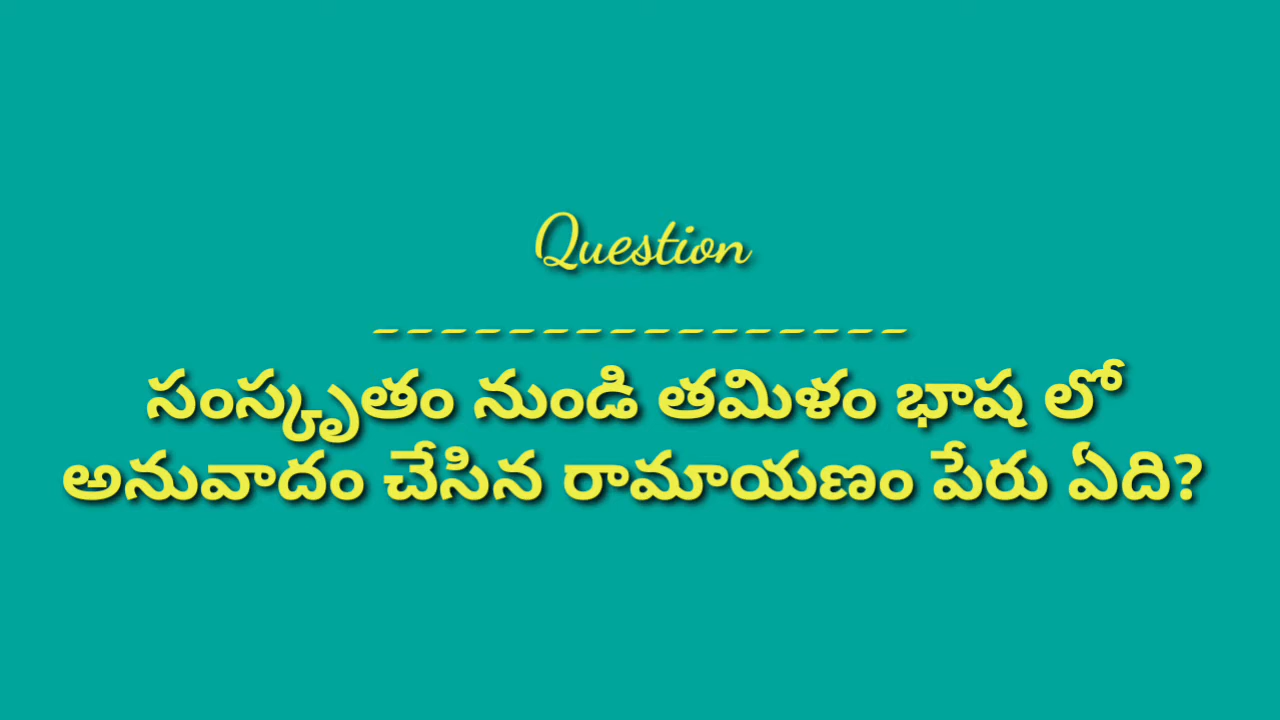 Question
----------------
సంస్కృతం నుండి తమిళం భాష లో
అనువాదం చేసిన రామాయణం పేరు ఏది?